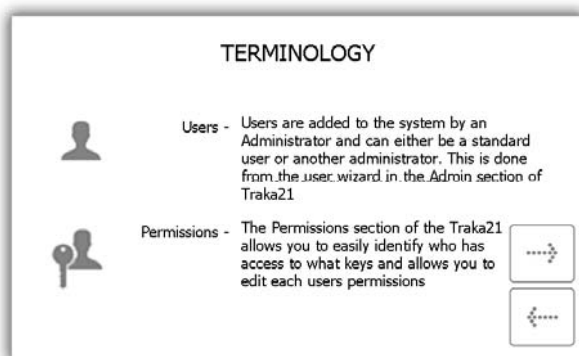 TERMINOLOGY
Users - Users are added to the system by an
Administrator and can either be a standard
user or another administrator. This is done
from the user wizard in the Admin section of
Traka21
Permissions - The Permissions section of the Traka21
allows you to easily identify who has
access to what keys and allows you to
edit each users permissions